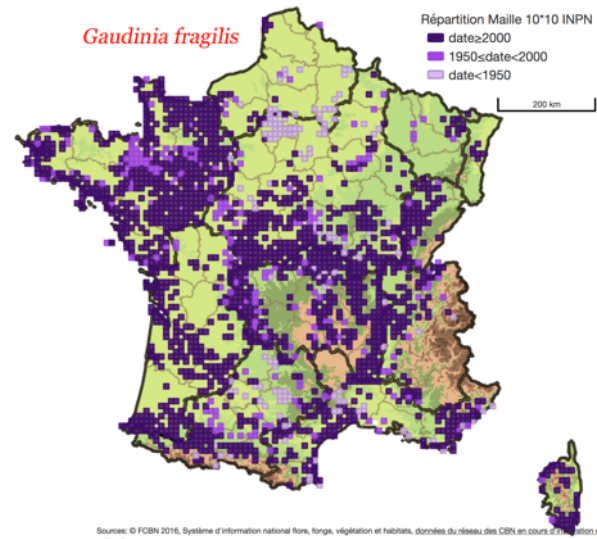 Gaudinia fragilis
Répartition Maille 10*10 INPN
date≥2000
1950≤date<2000
date<1950
200 km
Sources: © FCBN 2016, Système d'information national flore, fonge, végétation et habitats, données du réseau des CBN en cours d'intégration